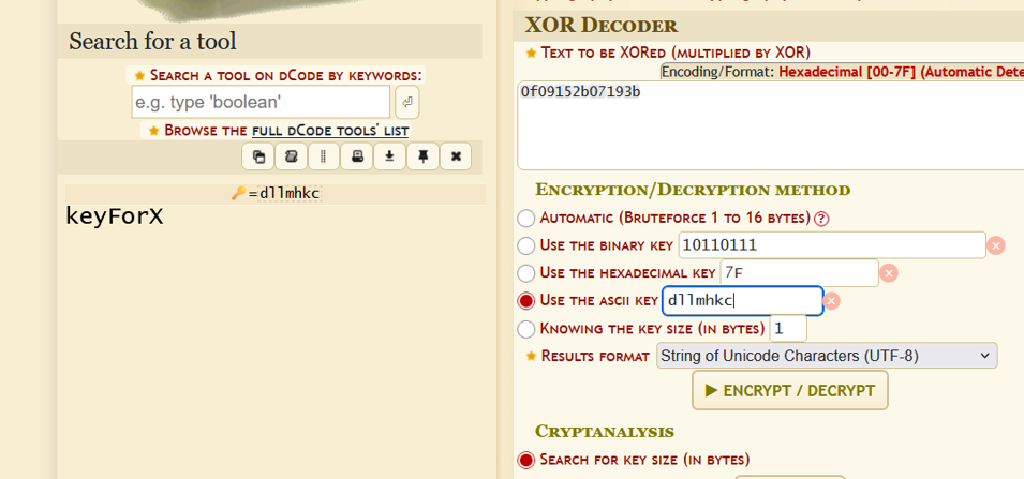 Search for a tool
Search a tool on dCode by keywords:
e.g. type 'boolean'
Browse the full dCode tools' list
=dllmhkc
keyForX
XOR Decoder
Text to be XORed (multiplied by XOR)
Encoding/Format: Hexadecimal [00-7F] (Automatic Dete
0f09152b07193b
Encryption/Decryption method
Automatic (Bruteforce 1 to 16 bytes) ?
Use the binary key 10110111 x
Use the hexadecimal key 7F x
Use the ASCII key dllmhkc x
Knowing the key size (in bytes) 1
Results format String of Unicode Characters (UTF-8)
▶ ENCRYPT / DECRYPT
Cryptanalysis
Search for key size (in bytes)